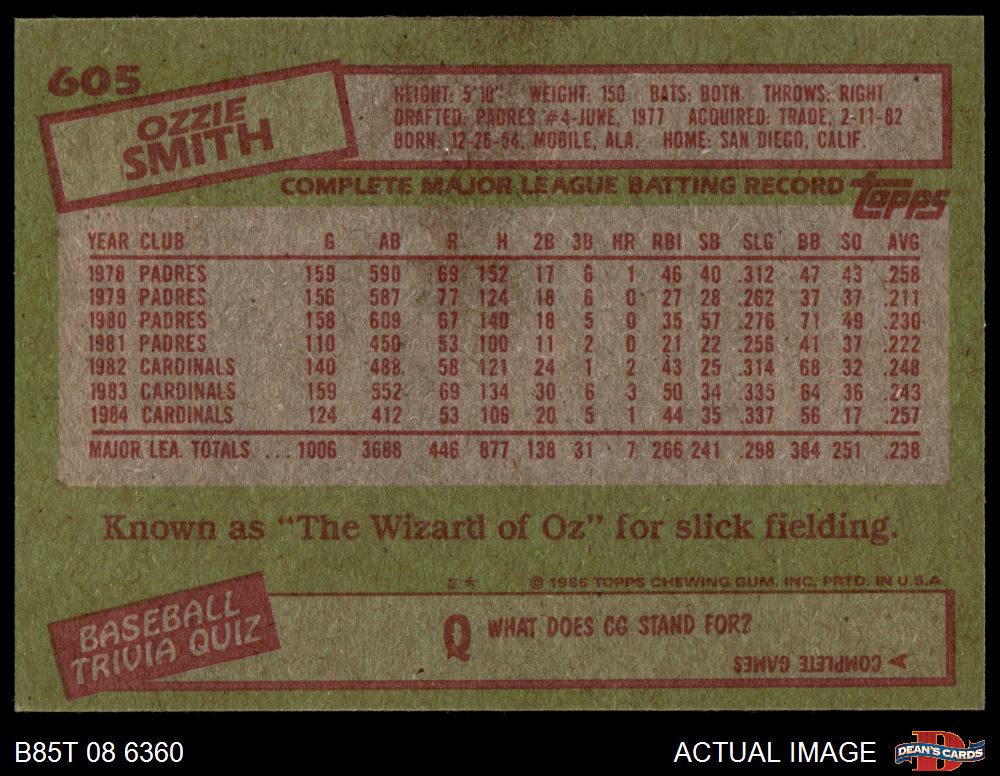 605
OZZIE
SMITH
HEIGHT: 5'10" WEIGHT: 150 BATS: BOTH THROWS: RIGHT
DRAFTED: PADRES #4-JUNE, 1977 ACQUIRED: TRADE, 2-11-82
BORN: 12-26-54, MOBILE, ALA. HOME: SAN DIEGO, CALIF.
COMPLETE MAJOR LEAGUE BATTING RECORD topps
YEAR CLUB G AB R H 2B 3B HR RBI SB SLG BB SO AVG
1978 PADRES 159 590 69 152 17 6 1 46 40 .312 47 43 .258
1979 PADRES 156 587 77 124 18 6 0 27 28 .262 37 37 .211
1980 PADRES 158 609 67 140 18 5 0 35 57 .276 71 49 .230
1981 PADRES 110 450 53 100 11 2 0 21 22 .256 41 37 .222
1982 CARDINALS 140 488 58 121 24 1 2 43 25 .314 68 32 .248
1983 CARDINALS 159 552 69 134 30 6 3 50 34 .335 64 36 .243
1984 CARDINALS 124 412 53 106 20 5 1 44 35 .337 56 17 .257
MAJOR LEA. TOTALS ... 1006 3688 446 877 138 31 7 266 241 .298 384 251 .238
Known as "The Wizard of Oz" for slick fielding.
E★ © 1985 TOPPS CHEWING GUM, INC. PRTD. IN U.S.A
BASEBALL
TRIVIA QUIZ
Q WHAT DOES CG STAND FOR?
COMPLETE GAMES
B85T 08 6360
ACTUAL IMAGE
D
DEAN'S CARDS